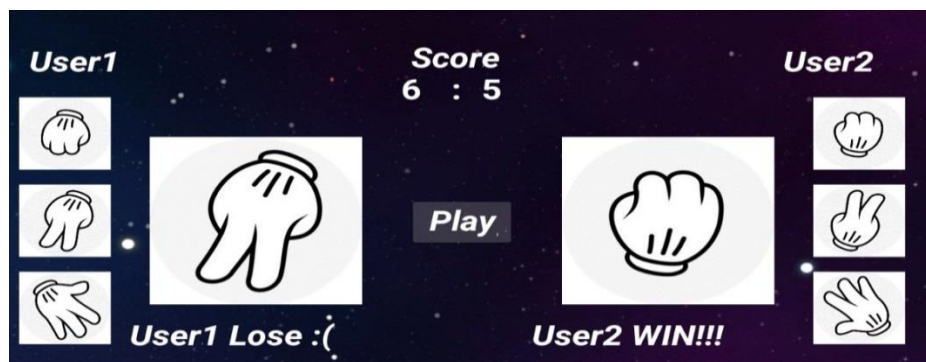 User1
Score
User2
6 : 5
Play
User1 Lose :(
User2 WIN!!!